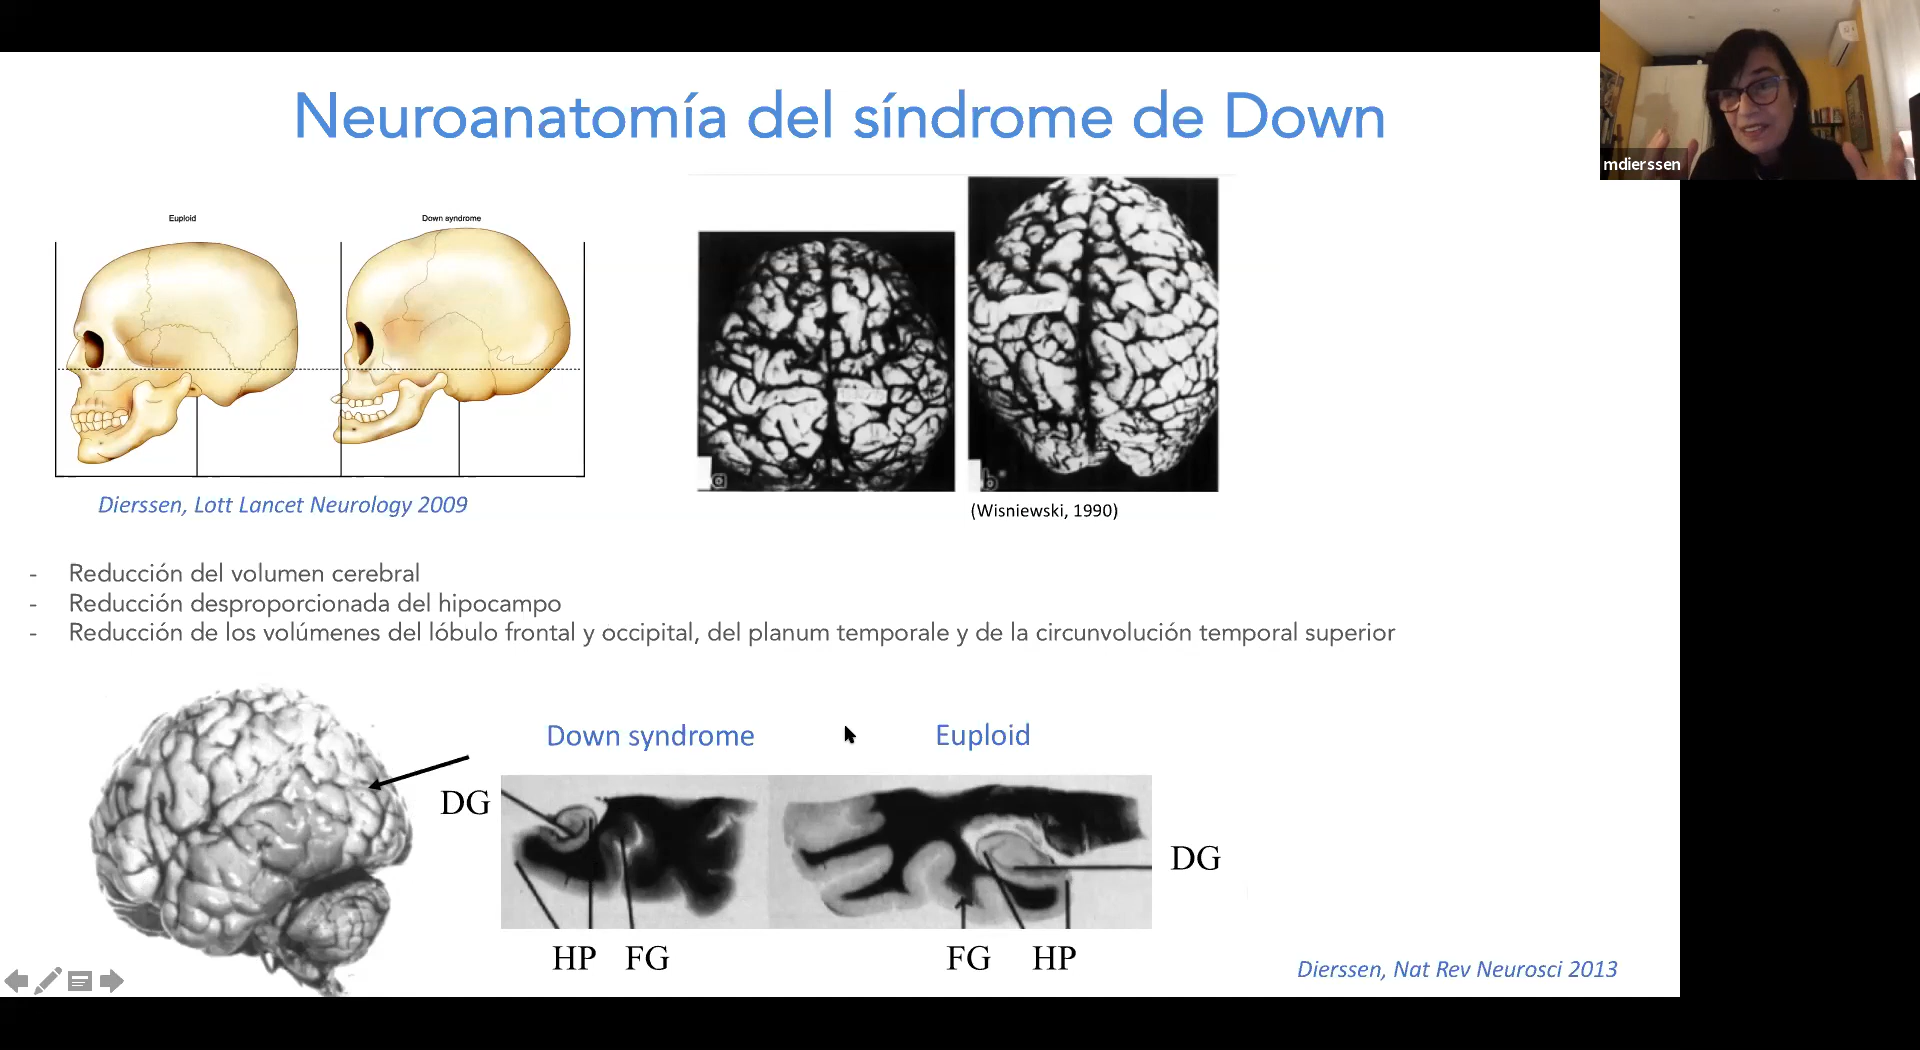 Neuroanatomía del síndrome de Down
mdierssen
Euploid
Down syndrome
Dierssen, Lott Lancet Neurology 2009
a
b
(Wisniewski, 1990)
- Reducción del volumen cerebral
- Reducción desproporcionada del hipocampo
- Reducción de los volúmenes del lóbulo frontal y occipital, del planum temporale y de la circunvolución temporal superior
Down syndrome
Euploid
DG
DG
HP FG
FG HP
Dierssen, Nat Rev Neurosci 2013